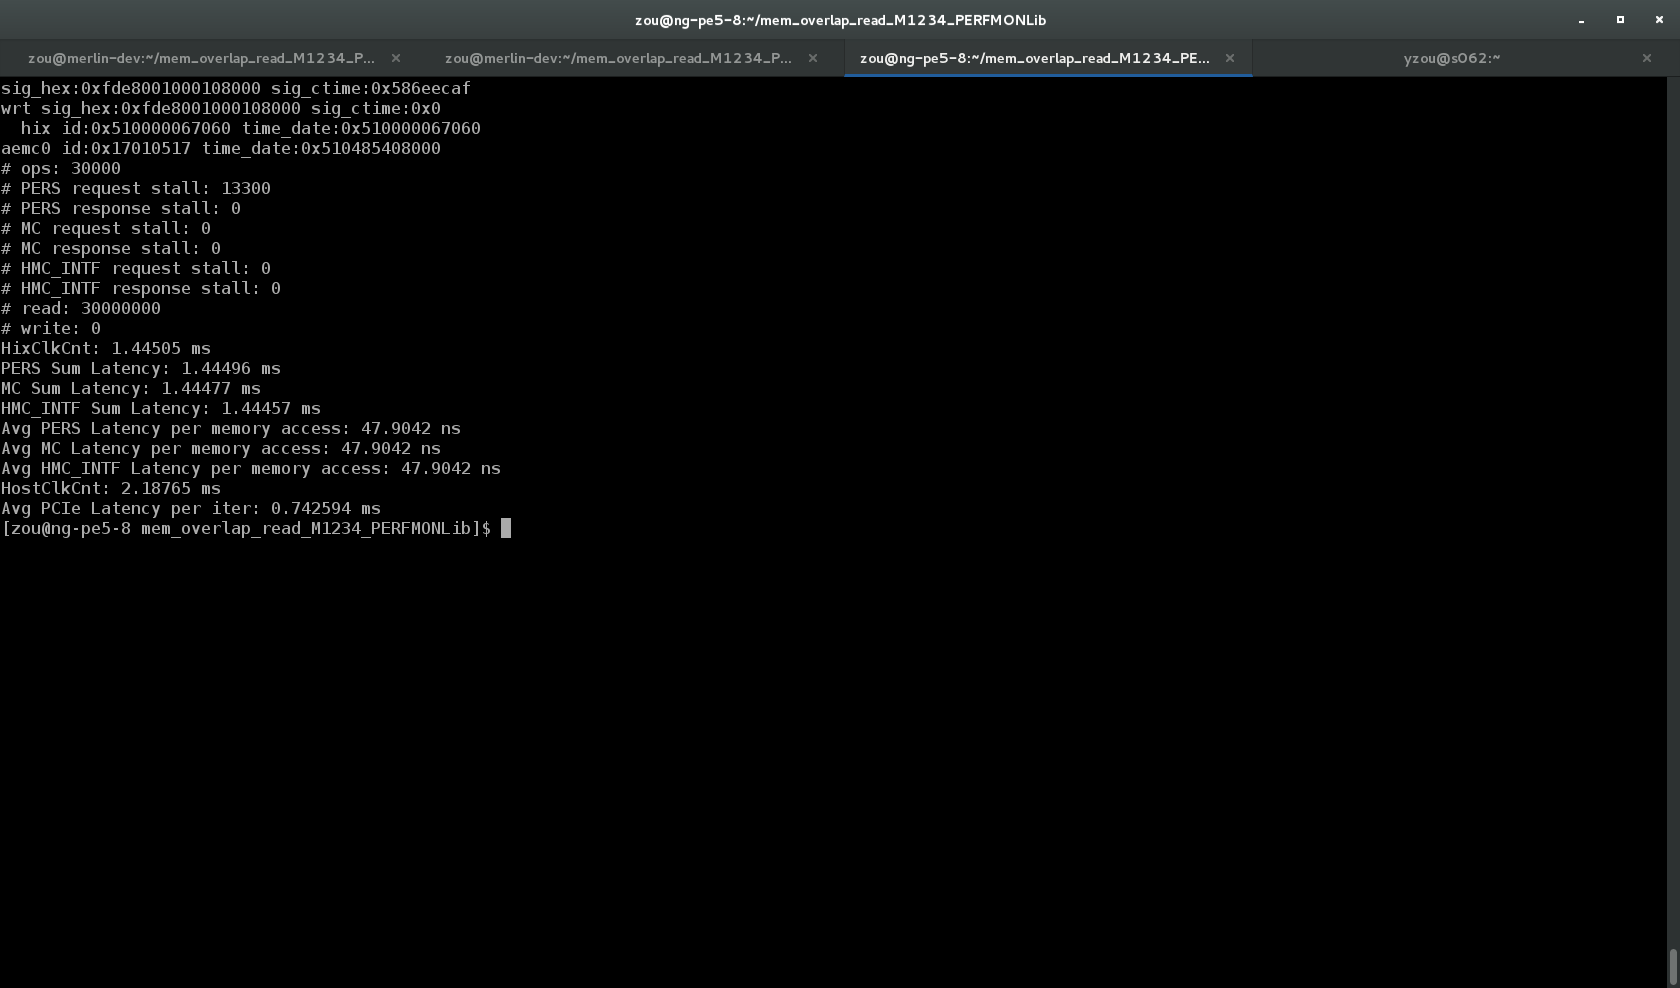 zou@ng-pe5-8:~/mem_overlap_read_M1234_PERFMONLib
zou@merlin-dev:~/mem_overlap_read_M1234_P...
zou@merlin-dev:~/mem_overlap_read_M1234_P...
zou@ng-pe5-8:~/mem_overlap_read_M1234_PE...
yzou@s062:~
sig_hex:0xfde8001000108000 sig_ctime:0x586eecaf
wrt sig_hex:0xfde8001000108000 sig_ctime:0x0
  hix id:0x510000067060 time_date:0x510000067060
aemc0 id:0x17010517 time_date:0x510485408000
# ops: 30000
# PERS request stall: 13300
# PERS response stall: 0
# MC request stall: 0
# MC response stall: 0
# HMC_INTF request stall: 0
# HMC_INTF response stall: 0
# read: 30000000
# write: 0
HixClkCnt: 1.44505 ms
PERS Sum Latency: 1.44496 ms
MC Sum Latency: 1.44477 ms
HMC_INTF Sum Latency: 1.44457 ms
Avg PERS Latency per memory access: 47.9042 ns
Avg MC Latency per memory access: 47.9042 ns
Avg HMC_INTF Latency per memory access: 47.9042 ns
HostClkCnt: 2.18765 ms
Avg PCIe Latency per iter: 0.742594 ms
[zou@ng-pe5-8 mem_overlap_read_M1234_PERFMONLib]$